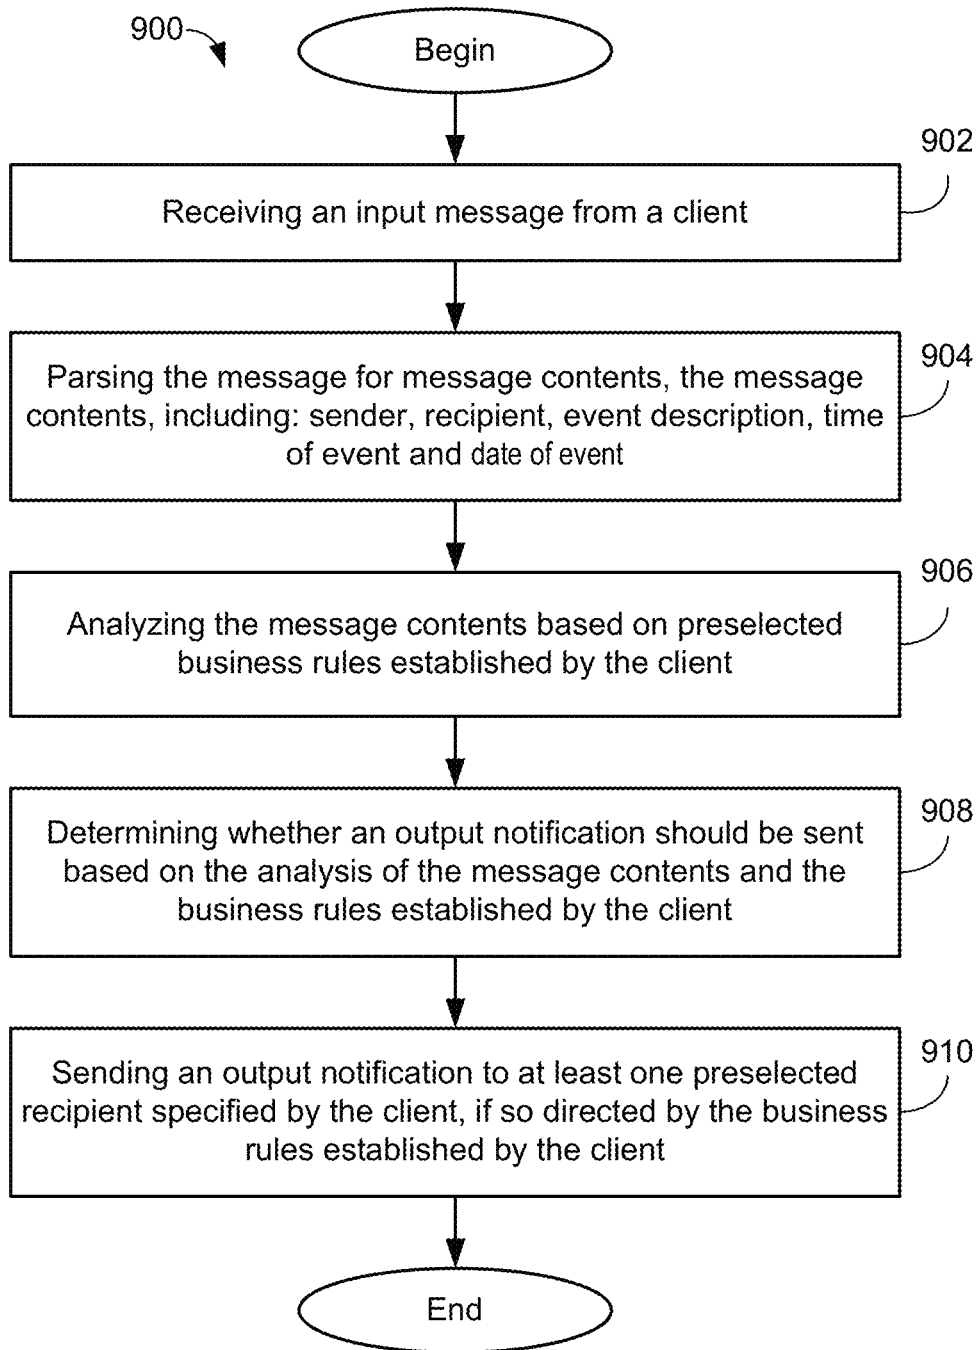 900
Begin
902
Receiving an input message from a client
904
Parsing the message for message contents, the message
contents, including: sender, recipient, event description, time
of event and date of event
906
Analyzing the message contents based on preselected
business rules established by the client
908
Determining whether an output notification should be sent
based on the analysis of the message contents and the
business rules established by the client
910
Sending an output notification to at least one preselected
recipient specified by the client, if so directed by the business
rules established by the client
End